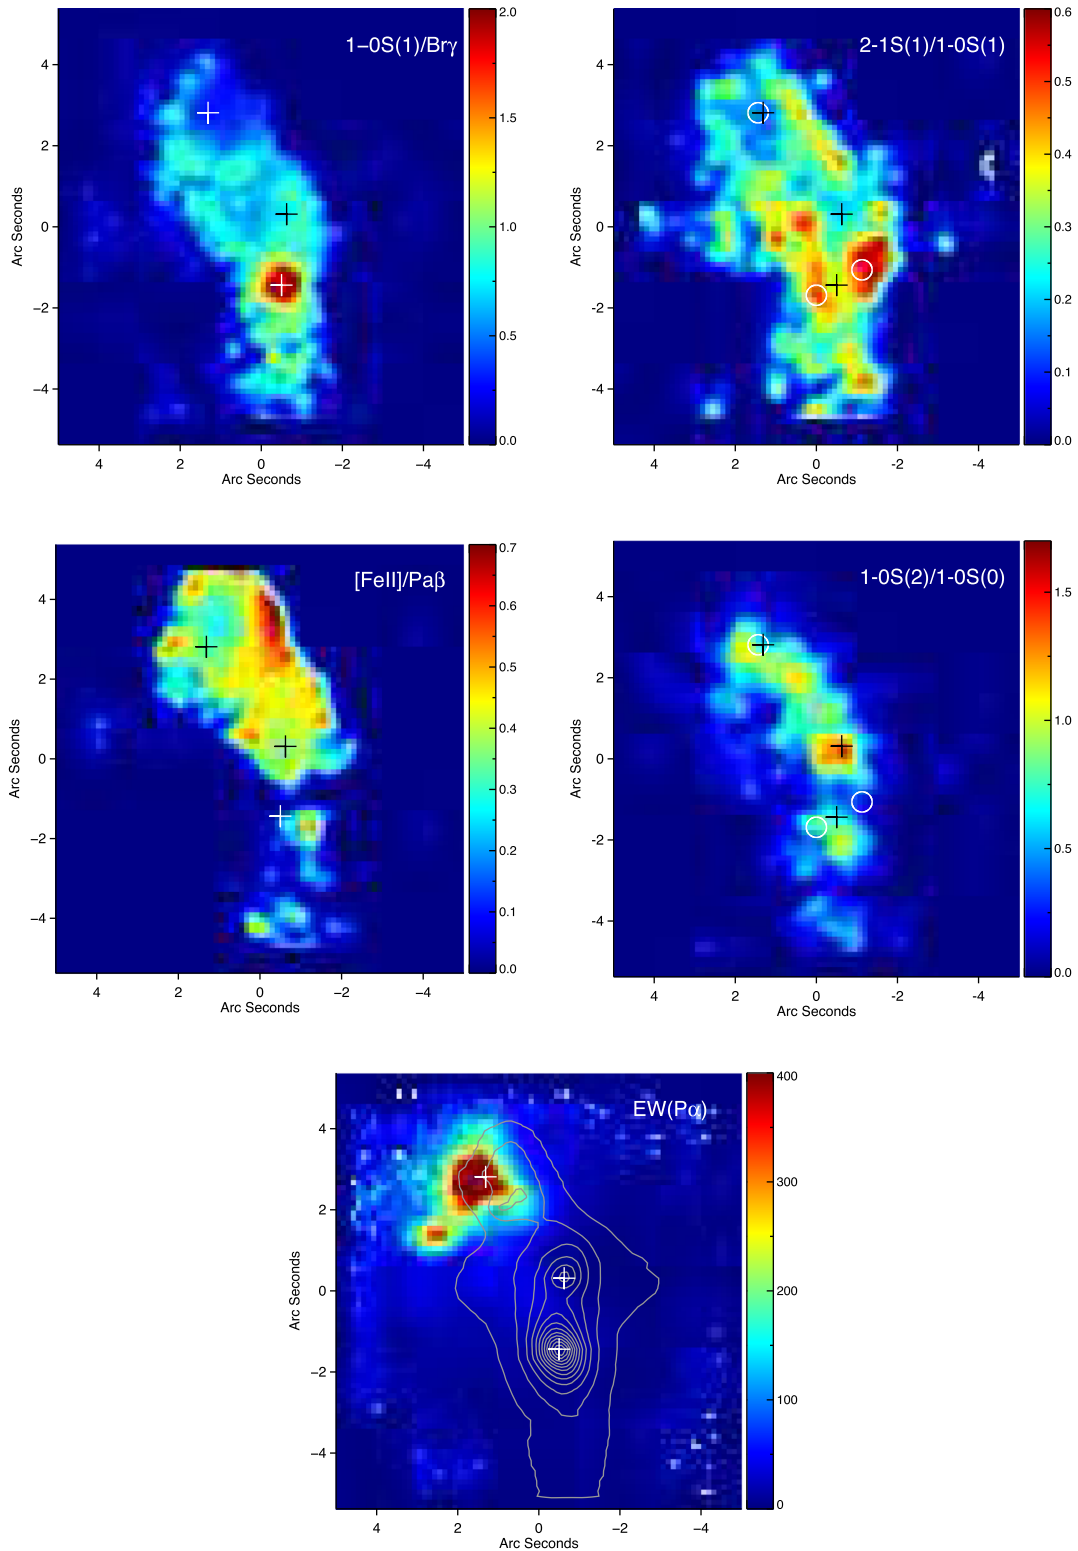 1−0S(1)/Brγ
2.0
1.5
1.0
0.5
0.0
4
2
0
−2
−4
Arc Seconds
4 2 0 −2 −4
Arc Seconds
2-1S(1)/1-0S(1)
0.6
0.5
0.4
0.3
0.2
0.1
0.0
4
2
0
-2
-4
Arc Seconds
4 2 0 -2 -4
Arc Seconds
[FeII]/Paβ
0.7
0.6
0.5
0.4
0.3
0.2
0.1
0.0
4
2
0
−2
−4
Arc Seconds
4 2 0 −2 −4
Arc Seconds
1-0S(2)/1-0S(0)
1.5
1.0
0.5
0.0
4
2
0
-2
-4
Arc Seconds
4 2 0 -2 -4
Arc Seconds
EW(Pα)
400
300
200
100
0
4
2
0
−2
−4
Arc Seconds
4 2 0 −2 −4
Arc Seconds